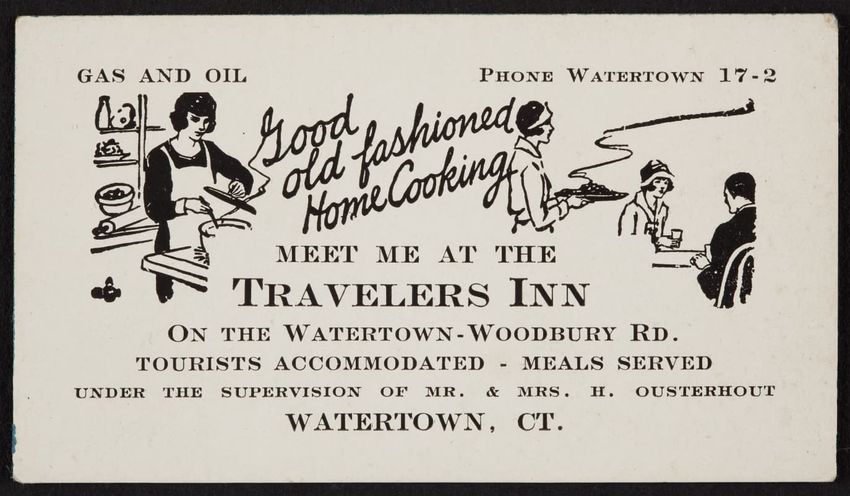 GAS AND OIL
PHONE WATERTOWN 17-2
Good
old fashioned
Home Cooking
MEET ME AT THE
TRAVELERS INN
ON THE WATERTOWN-WOODBURY RD.
TOURISTS ACCOMMODATED - MEALS SERVED
UNDER THE SUPERVISION OF MR. & MRS. H. OUSTERHOUT
WATERTOWN, CT.